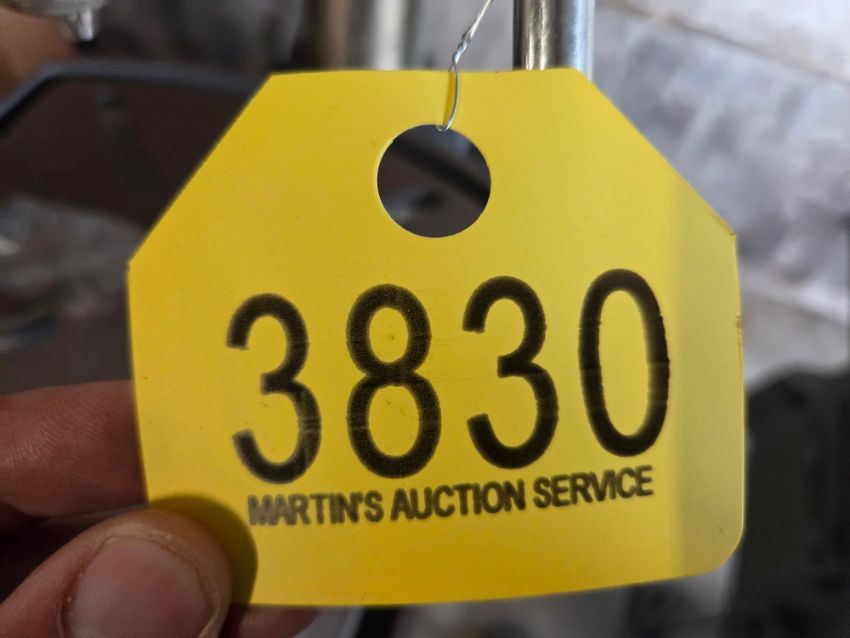 3830
MARTIN'S AUCTION SERVICE